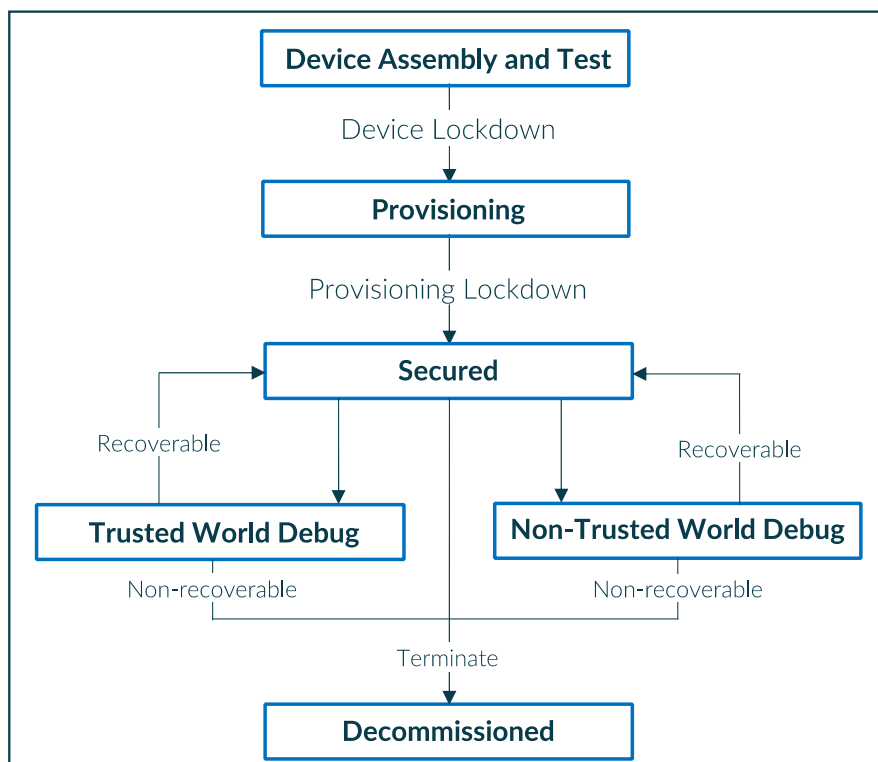 Device Assembly and Test
Device Lockdown
Provisioning
Provisioning Lockdown
Secured
Recoverable
Recoverable
Trusted World Debug
Non-Trusted World Debug
Non-recoverable
Non-recoverable
Terminate
Decommissioned